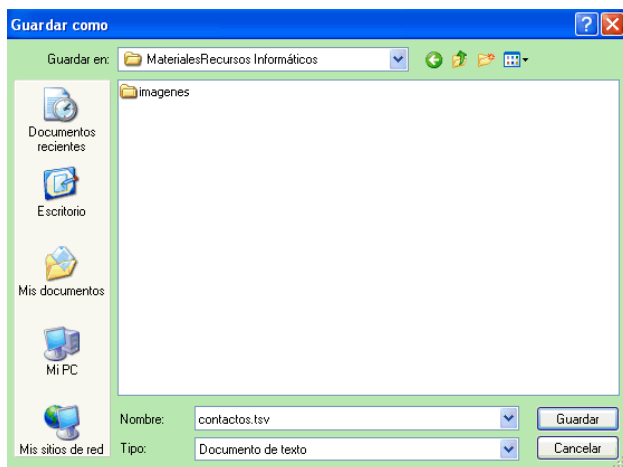 Guardar como
Guardar en:
MaterialesRecursos Informáticos
imagenes
Documentos
recientes
Escritorio
Mis documentos
Mi PC
Mis sitios de red
Nombre:
contactos.tsv
Guardar
Tipo:
Documento de texto
Cancelar